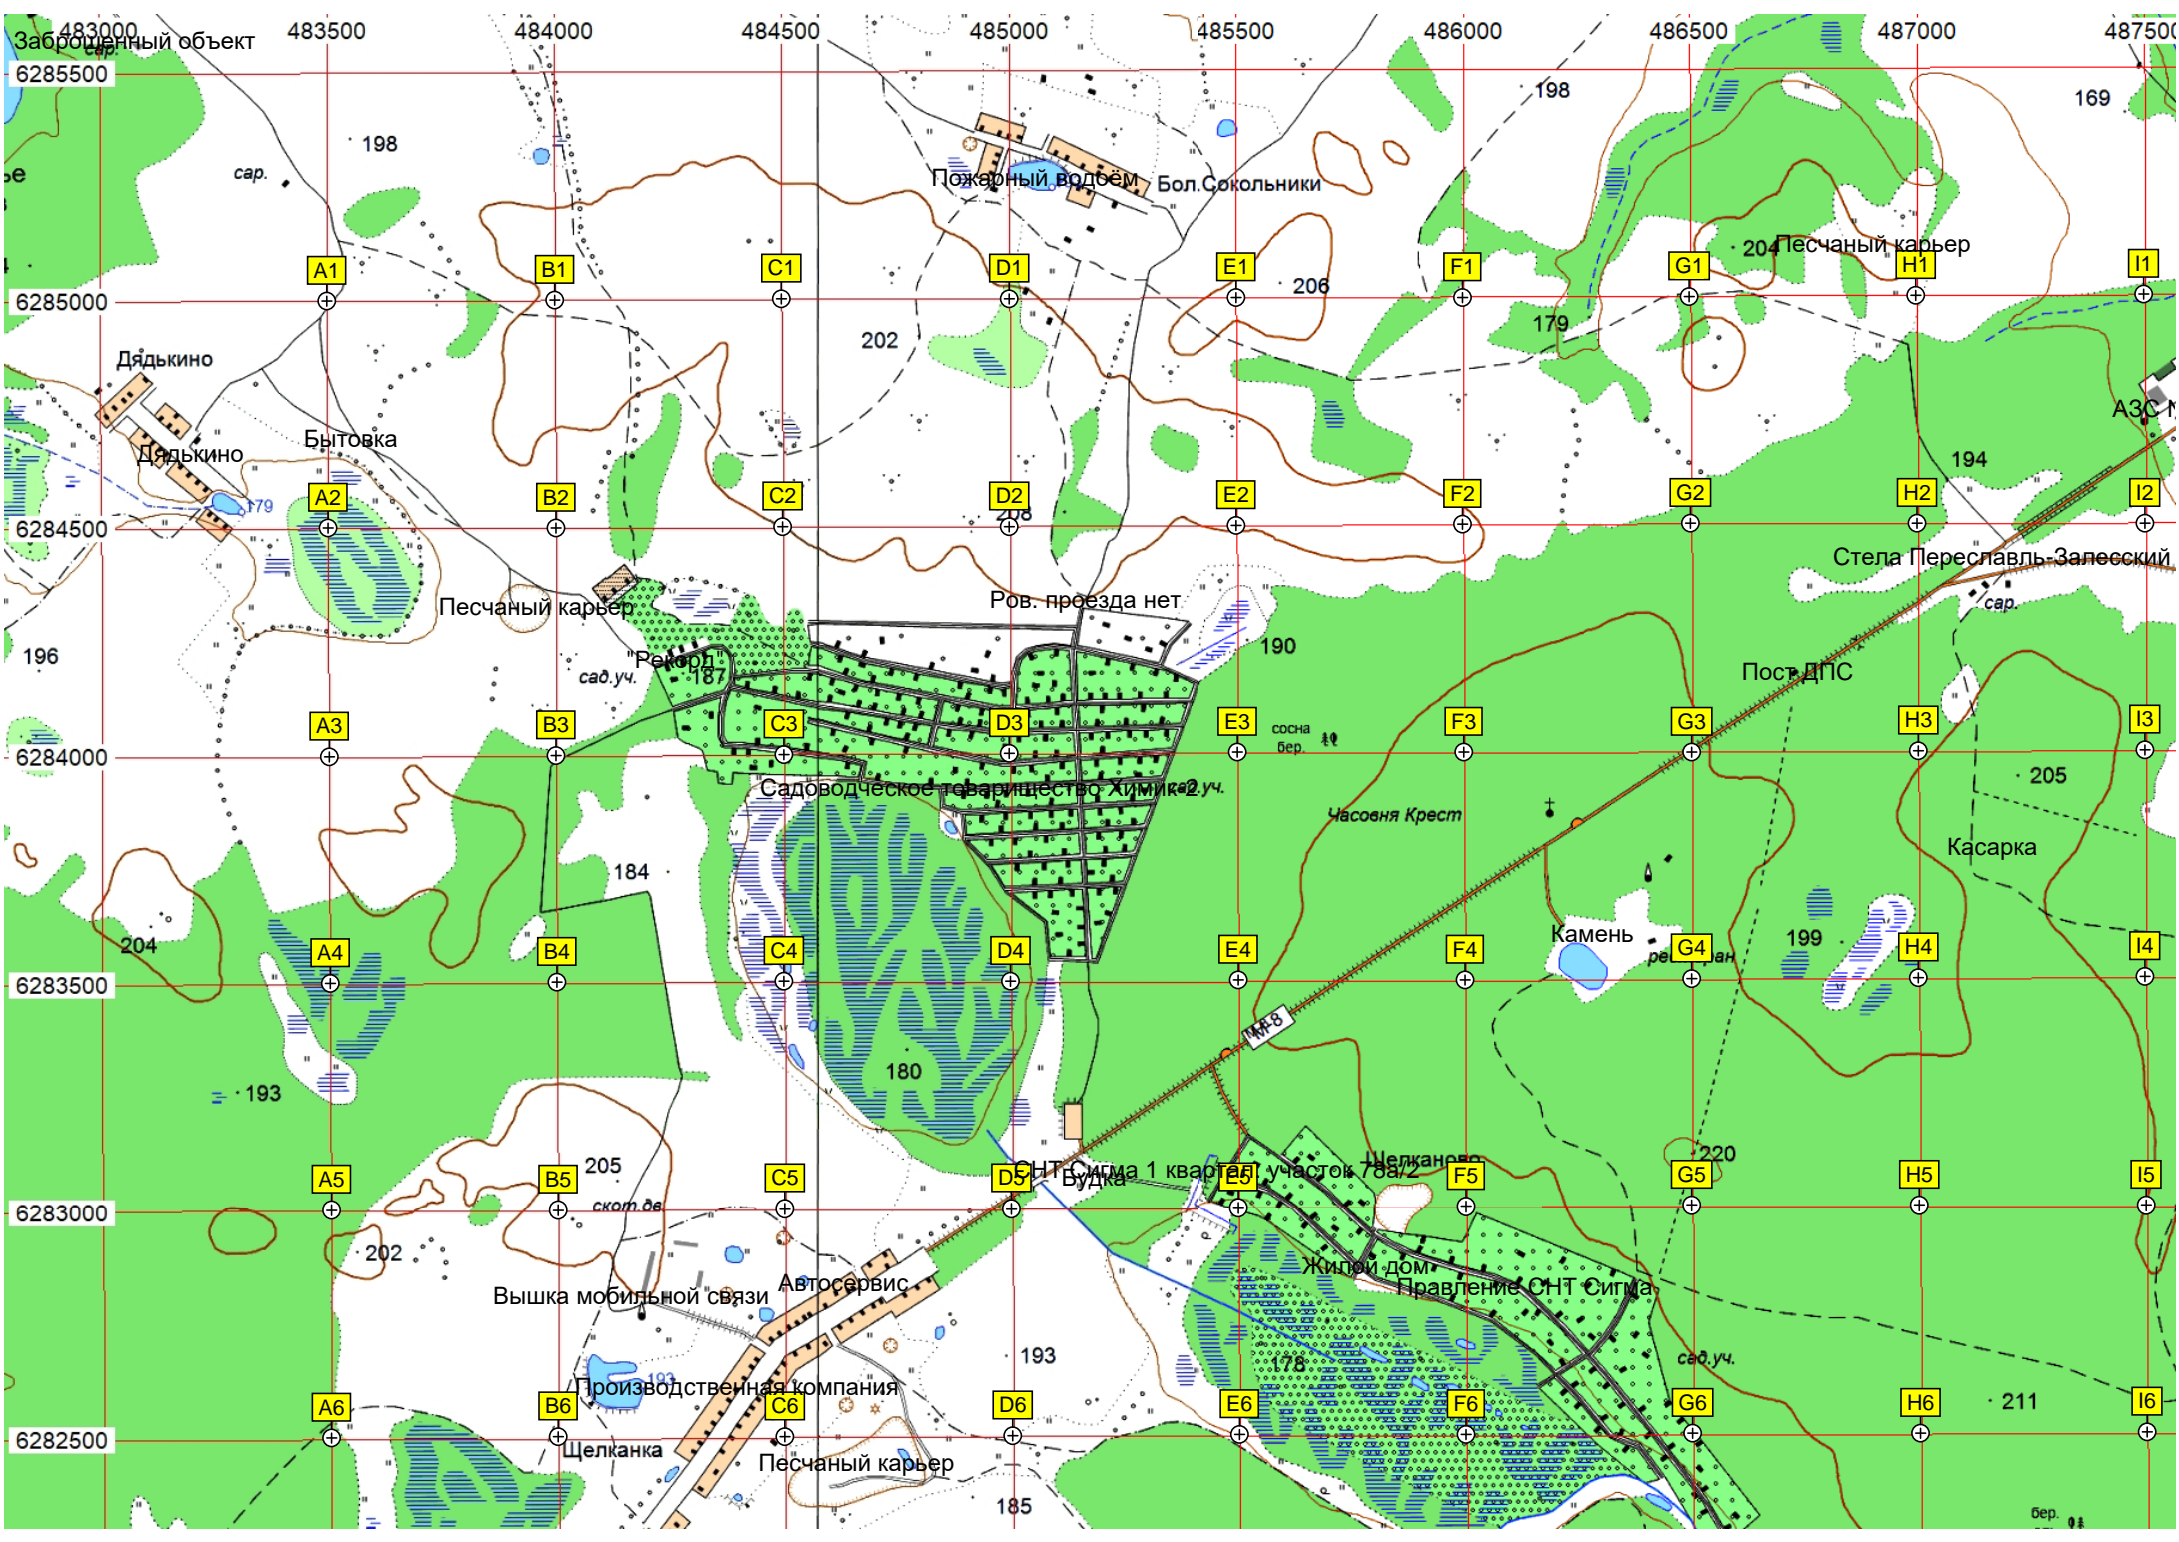 483000 483500 484000 484500 485000 485500 486000 486500 487000 487500
Заброшенный объект
сар.
6285500
198
169
198
сар.
Пожарный водоём
Бол.Сокольники
204
Песчаный карьер
A1 B1 C1 D1 E1 F1 G1 H1 I1
206
6285000
179
202
Дядькино
АЗС
Бытовка
Дядькино
194
A2 B2 C2 D2 E2 F2 G2 H2 I2
179
208
6284500
Стела Переславль-Залесский
Песчаный карьер
Ров. проезда нет
сар.
196
190
"Рекорд"
187
сад.уч.
Пост ДПС
A3 B3 C3 D3 E3 F3 G3 H3 I3
сосна
бер.
6284000
205
Садоводческое товарищество Химик-2
сад.уч.
Часовня Крест
Касарка
184
204
Камень
199
A4 B4 C4 D4 E4 F4 G4 H4 I4
6283500
М-8
180
193
Щелканово
220
205
СНТ Сигма 1 квартал участок 78а/2
Будка
A5 B5 C5 D5 E5 F5 G5 H5 I5
скот.дв.
6283000
202
Жилой дом
Автосервис
Правление СНТ Сигма
Вышка мобильной связи
193
178
сад.уч.
193
Производственная компания
A6 B6 C6 D6 E6 F6 G6 H6 I6
211
6282500
Щелканка
Песчаный карьер
185
бер.